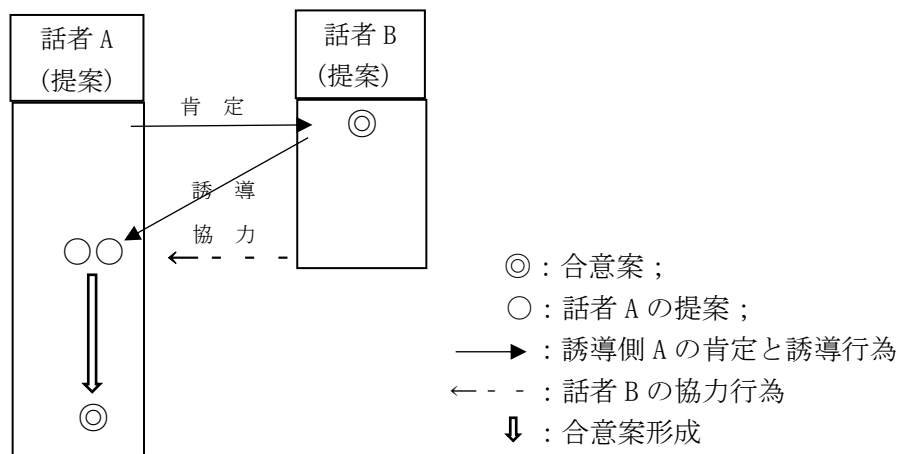 話者 A
(提案)
話者 B
(提案)
肯 定
◎
誘 導
協 力
○○
◎
◎：合意案；
○：話者 A の提案；
：誘導側 A の肯定と誘導行為
：話者 B の協力行為
：合意案形成